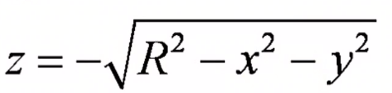 z = -√(R² - x² - y²)